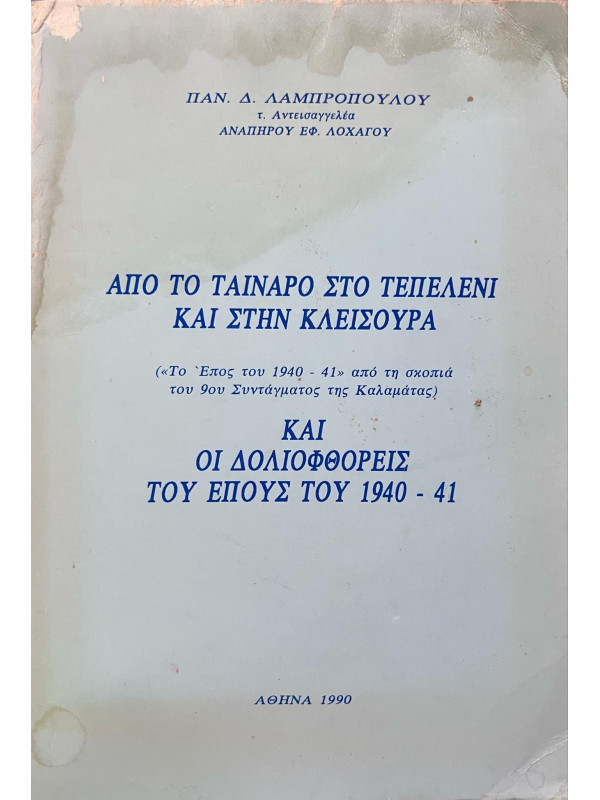 ΠΑΝ. Δ. ΛΑΜΠΡΟΠΟΥΛΟΥ
τ. Αντεισαγγελέα
ΑΝΑΠΗΡΟΥ ΕΦ. ΛΟΧΑΓΟΥ
ΑΠΟ ΤΟ ΤΑΙΝΑΡΟ ΣΤΟ ΤΕΠΕΛΕΝΙ
ΚΑΙ ΣΤΗΝ ΚΛΕΙΣΟΥΡΑ
(«Το Ἔπος του 1940 - 41» από τη σκοπιά
του 9ου Συντάγματος της Καλαμάτας)
ΚΑΙ
ΟΙ ΔΟΛΙΟΦΘΟΡΕΙΣ
ΤΟΥ ΕΠΟΥΣ ΤΟΥ 1940 - 41
ΑΘΗΝΑ 1990